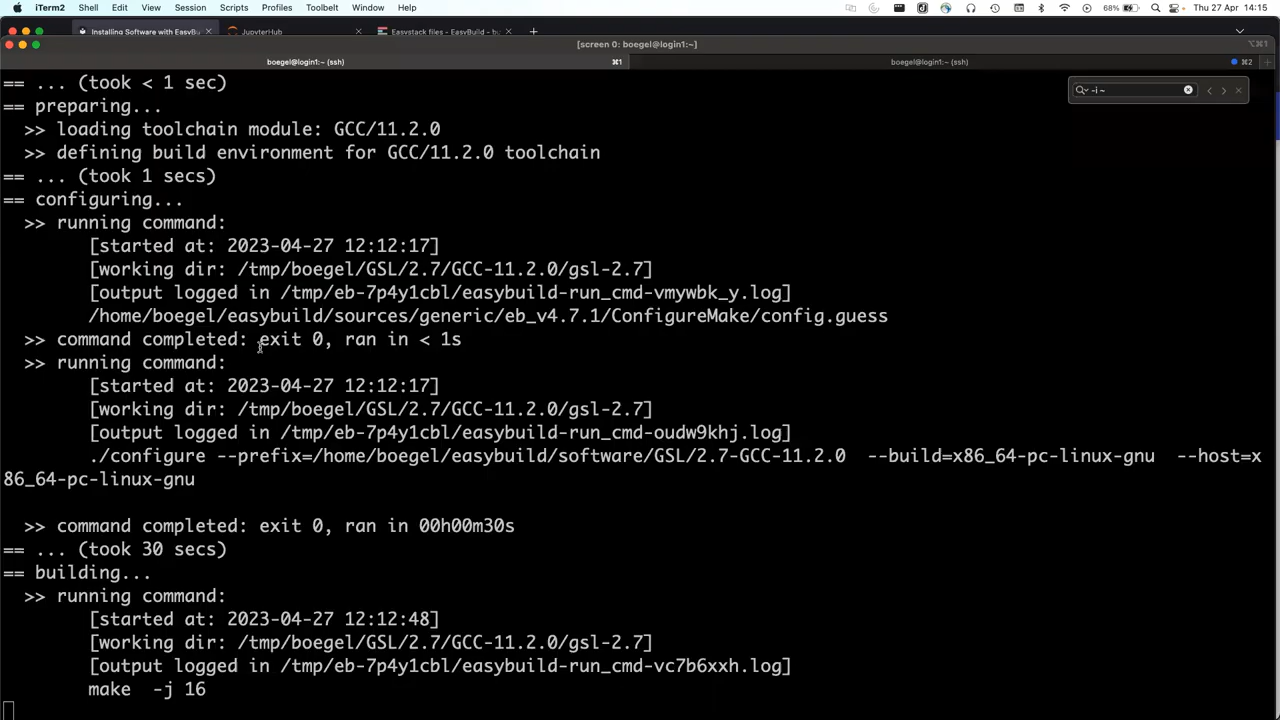 iTerm2 Shell Edit View Session Scripts Profiles Toolbelt Window Help 68% Thu 27 Apr 14:15
Installing Software with EasyBu JupyterHub Easystack files - EasyBuild - bu
[screen 0: boegel@login1:~] ⌥⌘1
boegel@login1:~ (ssh) ⌘1 boegel@login1:~ (ssh) ⌘2
== ... (took < 1 sec)
-i ~
== preparing...
>> loading toolchain module: GCC/11.2.0
>> defining build environment for GCC/11.2.0 toolchain
== ... (took 1 secs)
== configuring...
>> running command:
[started at: 2023-04-27 12:12:17]
[working dir: /tmp/boegel/GSL/2.7/GCC-11.2.0/gsl-2.7]
[output logged in /tmp/eb-7p4y1cbl/easybuild-run_cmd-vmywbk_y.log]
/home/boegel/easybuild/sources/generic/eb_v4.7.1/ConfigureMake/config.guess
>> command completed: exit 0, ran in < 1s
>> running command:
[started at: 2023-04-27 12:12:17]
[working dir: /tmp/boegel/GSL/2.7/GCC-11.2.0/gsl-2.7]
[output logged in /tmp/eb-7p4y1cbl/easybuild-run_cmd-oudw9khj.log]
./configure --prefix=/home/boegel/easybuild/software/GSL/2.7-GCC-11.2.0  --build=x86_64-pc-linux-gnu  --host=x
86_64-pc-linux-gnu
>> command completed: exit 0, ran in 00h00m30s
== ... (took 30 secs)
== building...
>> running command:
[started at: 2023-04-27 12:12:48]
[working dir: /tmp/boegel/GSL/2.7/GCC-11.2.0/gsl-2.7]
[output logged in /tmp/eb-7p4y1cbl/easybuild-run_cmd-vc7b6xxh.log]
make  -j 16